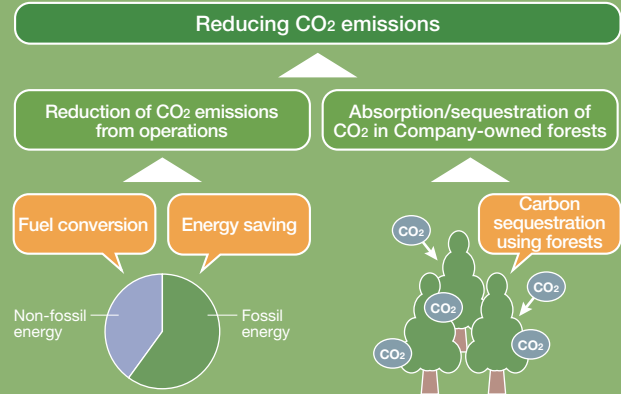 Reducing CO2 emissions
Reduction of CO2 emissions
from operations
Absorption/sequestration of
CO2 in Company-owned forests
Fuel conversion
Energy saving
Carbon
sequestration
using forests
Non-fossil
energy
Fossil
energy
CO2
CO2
CO2
CO2
CO2